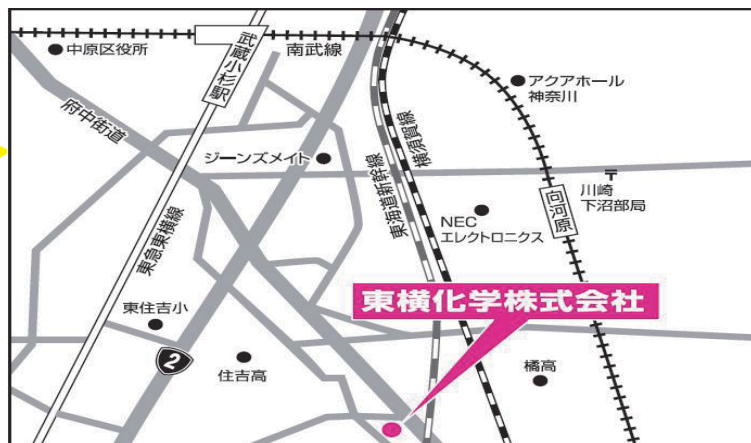 中原区役所
武蔵小杉駅
南武線
アクアホール
神奈川
府中街道
ジーンズメイト
横須賀線
東海道新幹線
川崎
下沼部局
向河原
NEC
エレクトロニクス
東急東横線
東横化学株式会社
東住吉小
2
住吉高
橘高